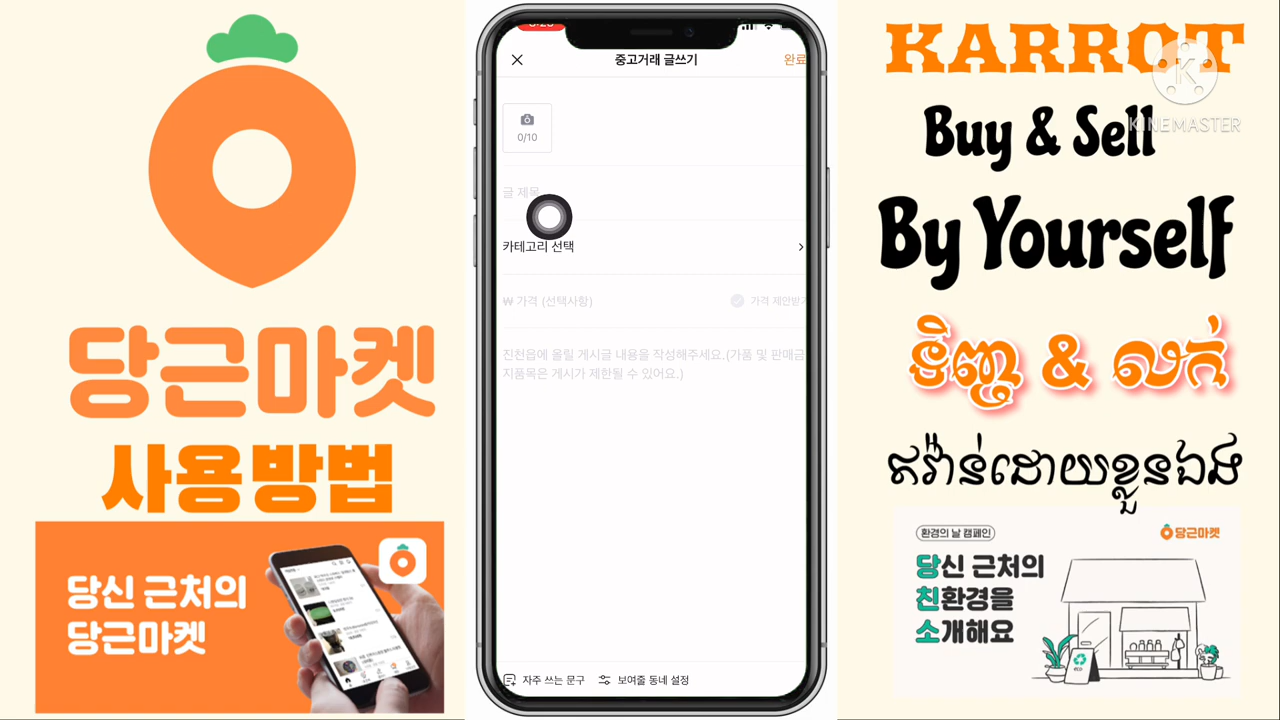 당근마켓
사용방법
당신 근처의
당근마켓
중고거래 글쓰기
완료
0/10
글 제목
카테고리 선택
₩ 가격 (선택사항)
가격 제안받기
진천읍에 올릴 게시글 내용을 작성해주세요.(가품 및 판매금
지품목은 게시가 제한될 수 있어요.)
자주 쓰는 문구
보여줄 동네 설정
KARROT
K
KINEMASTER
Buy & Sell
By Yourself
ទិញ & លក់
ឥវ៉ាន់ដោយខ្លួនឯង
환경의 날 캠페인
당근마켓
당신 근처의
친환경을
소개해요
eco